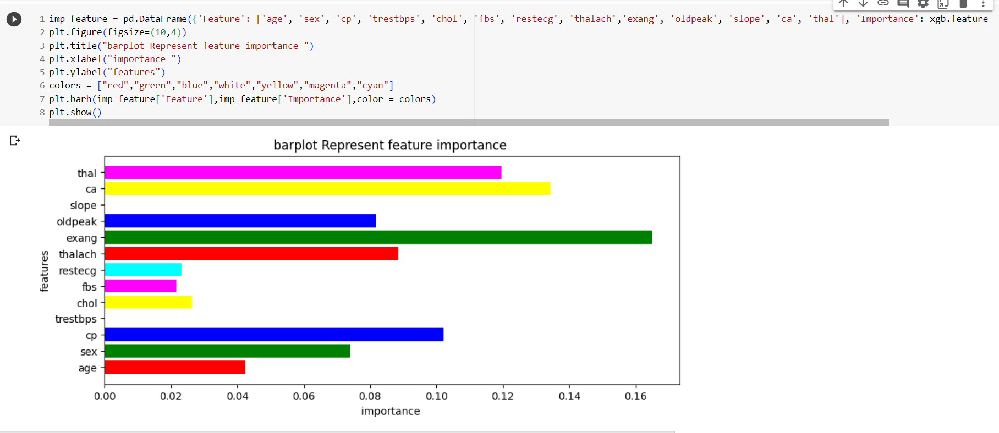 1 imp_feature = pd.DataFrame({'Feature': ['age', 'sex', 'cp', 'trestbps', 'chol', 'fbs', 'restecg', 'thalach','exang', 'oldpeak', 'slope', 'ca', 'thal'], 'Importance': xgb.feature_
2 plt.figure(figsize=(10,4))
3 plt.title("barplot Represent feature importance ")
4 plt.xlabel("importance ")
5 plt.ylabel("features")
6 colors = ["red","green","blue","white","yellow","magenta","cyan"]
7 plt.barh(imp_feature['Feature'],imp_feature['Importance'],color = colors)
8 plt.show()
barplot Represent feature importance
thal
ca
slope
oldpeak
exang
thalach
restecg
fbs
chol
trestbps
cp
sex
age
features
0.00 0.02 0.04 0.06 0.08 0.10 0.12 0.14 0.16
importance